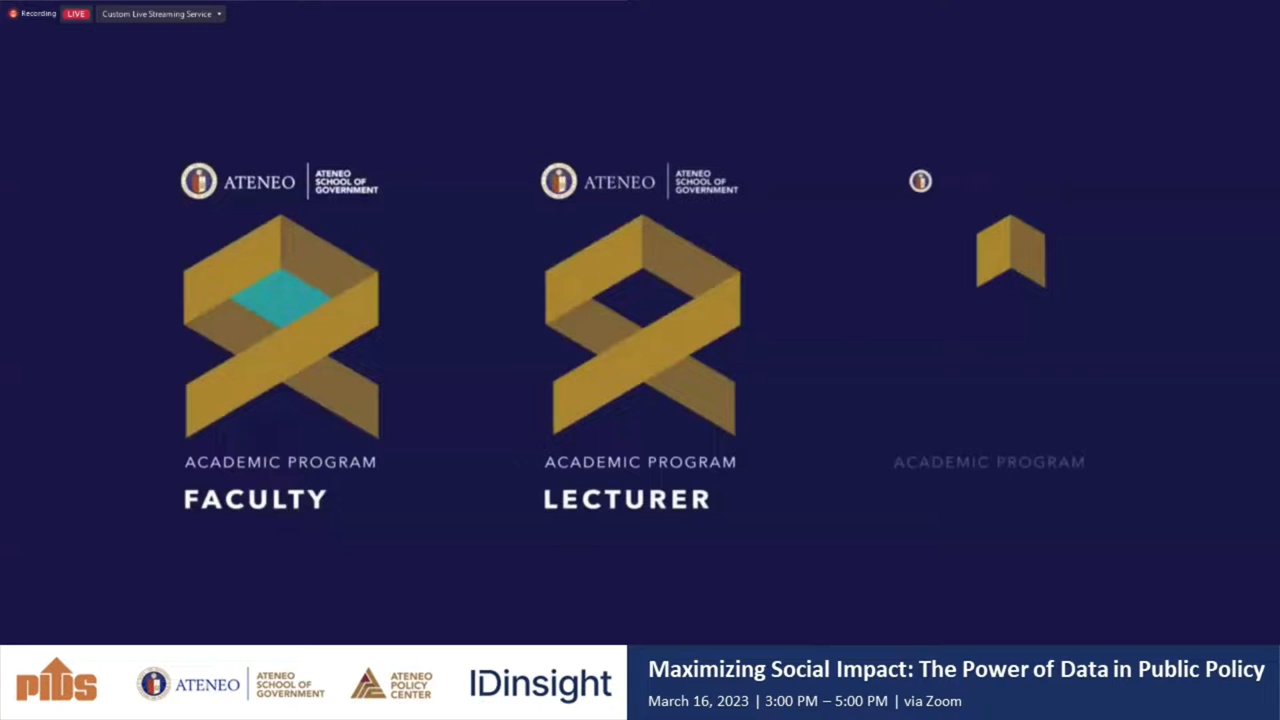 Recording
LIVE
Custom Live Streaming Service
ATENEO
ATENEO
SCHOOL OF
GOVERNMENT
ATENEO
ATENEO
SCHOOL OF
GOVERNMENT
ACADEMIC PROGRAM
FACULTY
ACADEMIC PROGRAM
LECTURER
ACADEMIC PROGRAM
pids
ATENEO
ATENEO
SCHOOL OF
GOVERNMENT
ATENEO
POLICY
CENTER
IDinsight
Maximizing Social Impact: The Power of Data in Public Policy
March 16, 2023 | 3:00 PM – 5:00 PM | via Zoom